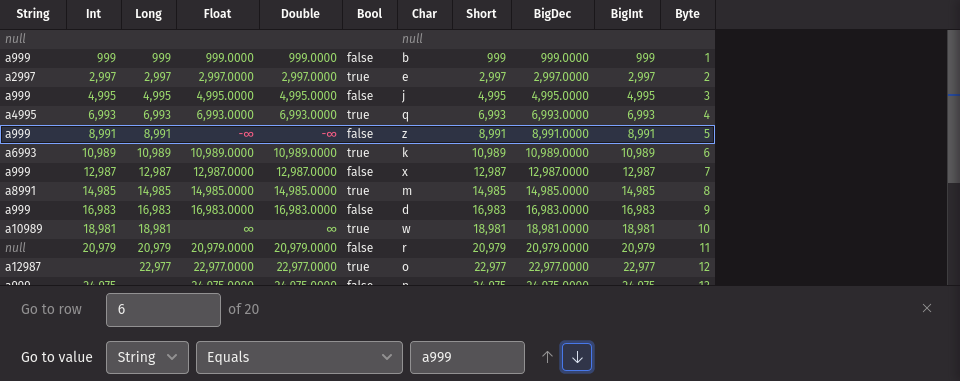 String Int Long Float Double Bool Char Short BigDec BigInt Byte
null null
a999 999 999 999.0000 999.0000 false b 999 999.0000 999 1
a2997 2,997 2,997 2,997.0000 2,997.0000 true e 2,997 2,997.0000 2,997 2
a999 4,995 4,995 4,995.0000 4,995.0000 false j 4,995 4,995.0000 4,995 3
a4995 6,993 6,993 6,993.0000 6,993.0000 true q 6,993 6,993.0000 6,993 4
a999 8,991 8,991 -∞ -∞ false z 8,991 8,991.0000 8,991 5
a6993 10,989 10,989 10,989.0000 10,989.0000 true k 10,989 10,989.0000 10,989 6
a999 12,987 12,987 12,987.0000 12,987.0000 false x 12,987 12,987.0000 12,987 7
a8991 14,985 14,985 14,985.0000 14,985.0000 true m 14,985 14,985.0000 14,985 8
a999 16,983 16,983 16,983.0000 16,983.0000 false d 16,983 16,983.0000 16,983 9
a10989 18,981 18,981 ∞ ∞ true w 18,981 18,981.0000 18,981 10
null 20,979 20,979 20,979.0000 20,979.0000 false r 20,979 20,979.0000 20,979 11
a12987 22,977 22,977.0000 22,977.0000 true o 22,977 22,977.0000 22,977 12
Go to row 6 of 20
Go to value String Equals a999